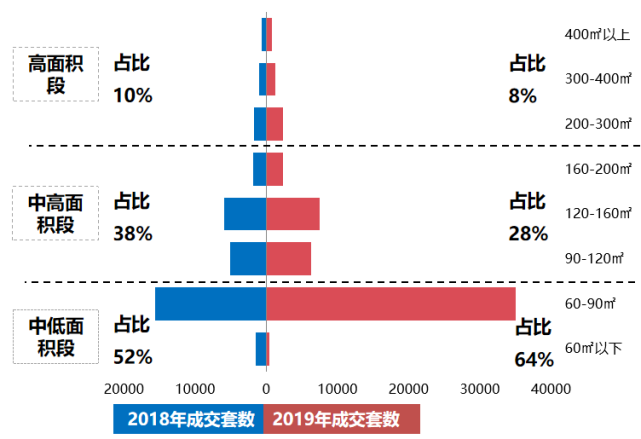 400㎡以上
高面积
段
占比
10%
占比
8%
300-400㎡
200-300㎡
160-200㎡
中高面
积段
占比
38%
占比
28%
120-160㎡
90-120㎡
60-90㎡
中低面
积段
占比
52%
占比
64%
60㎡以下
20000 10000 0 10000 20000 30000 40000
2018年成交套数 2019年成交套数